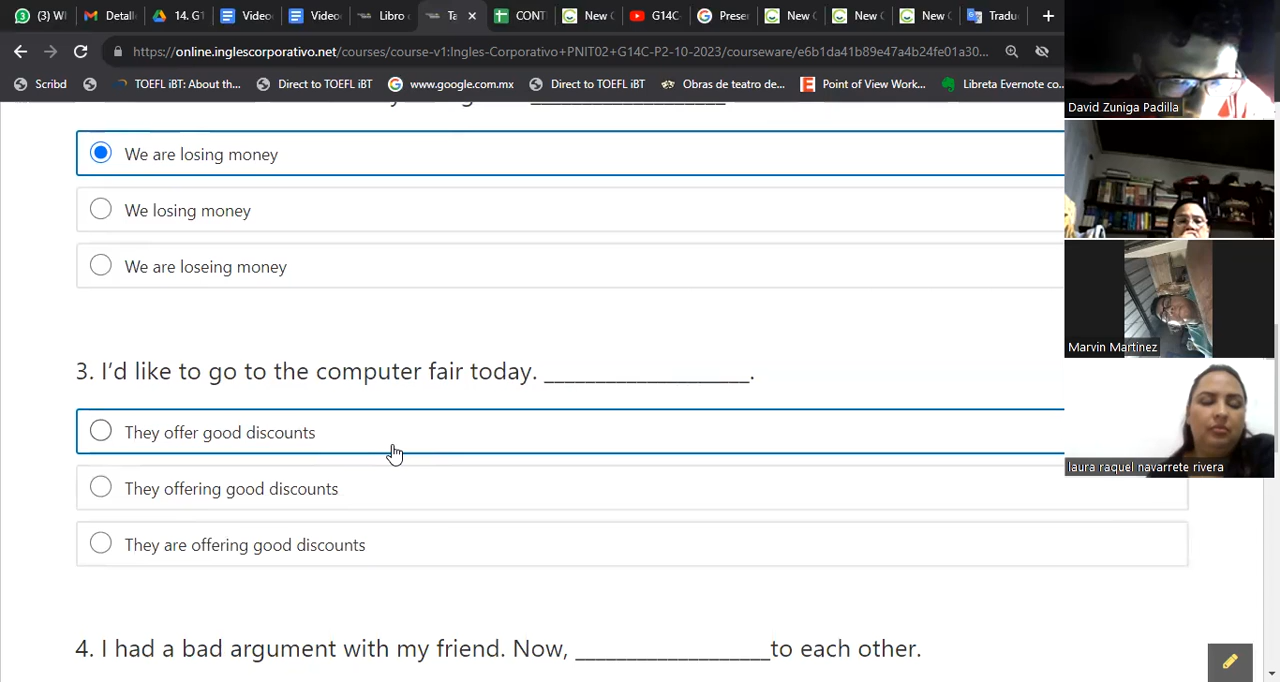 (3) W
Detall
14. G1
Video
Video
Libro
Ta
CONT
New C
G14C-
Preser
New C
New C
New C
Tradu
https://online.inglescorporativo.net/courses/course-v1:Ingles-Corporativo+PNIT02+G14C-P2-10-2023/courseware/e6b1da41b89e47a4b24fe01a30...
Scribd
TOEFL iBT: About th...
Direct to TOEFL iBT
www.google.com.mx
Direct to TOEFL iBT
Obras de teatro de...
Point of View Work...
Libreta Evernote co...
David Zuniga Padilla
We are losing money
We losing money
We are loseing money
Marvin Martinez
3. I’d like to go to the computer fair today. ____________________.
They offer good discounts
laura raquel navarrete rivera
They offering good discounts
They are offering good discounts
4. I had a bad argument with my friend. Now, ___________________to each other.